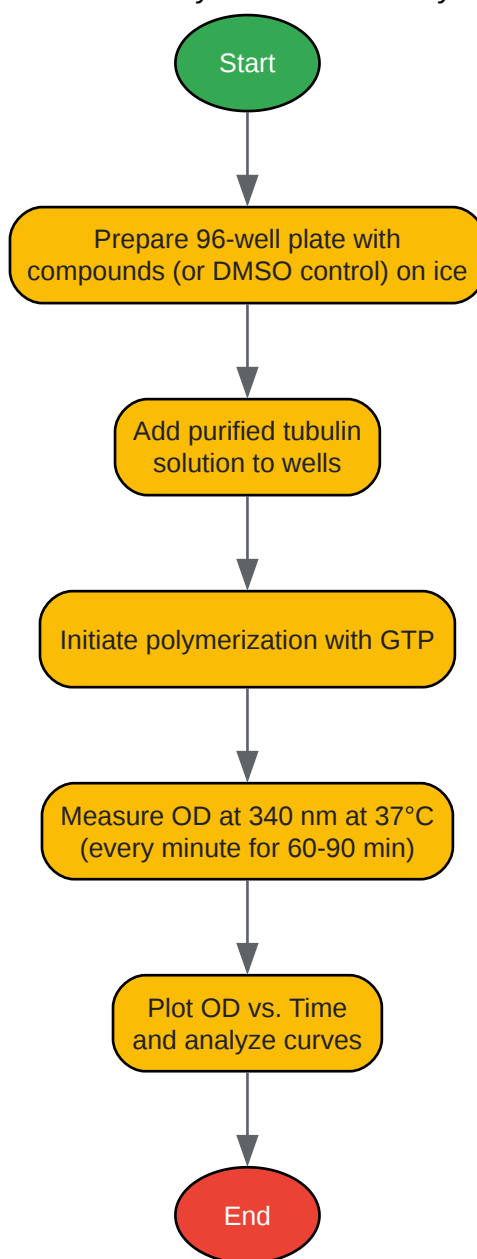 Start
Prepare 96-well plate with
compounds (or DMSO control) on ice
Add purified tubulin
solution to wells
Initiate polymerization with GTP
Measure OD at 340 nm at 37°C
(every minute for 60-90 min)
Plot OD vs. Time
and analyze curves
End